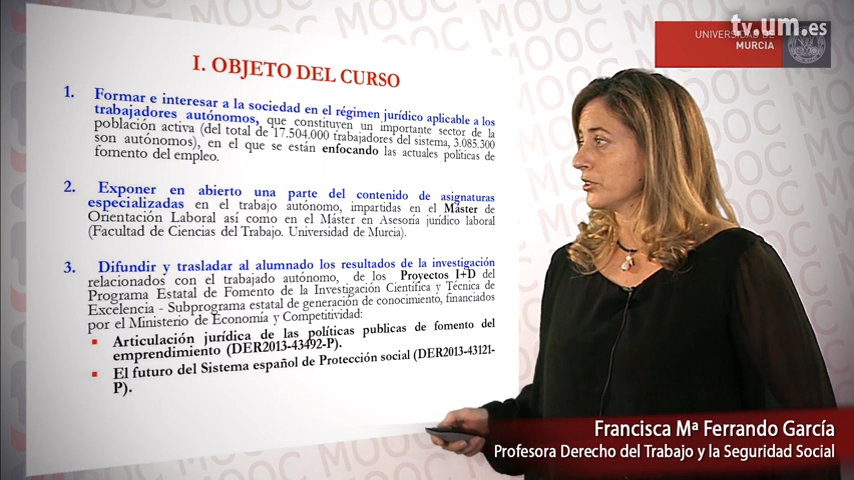 tv.um.es
UNIVERSIDAD DE
MURCIA
I. OBJETO DEL CURSO
1. Formar e interesar a la sociedad en el régimen jurídico aplicable a los
trabajadores autónomos, que constituyen un importante sector de la
población activa (del total de 17.504.000 trabajadores del sistema, 3.085.300
son autónomos), en el que se están enfocando las actuales políticas de
fomento del empleo.
2. Exponer en abierto una parte del contenido de asignaturas
especializadas en el trabajo autónomo, impartidas en el Máster de
Orientación Laboral así como en el Máster en Asesoría jurídico laboral
(Facultad de Ciencias del Trabajo. Universidad de Murcia).
3. Difundir y trasladar al alumnado los resultados de la investigación
relacionados con el trabajado autónomo, de los Proyectos I+D del
Programa Estatal de Fomento de la Investigación Científica y Técnica de
Excelencia - Subprograma estatal de generación de conocimiento, financiados
por el Ministerio de Economía y Competitividad:
▪ Articulación jurídica de las políticas publicas de fomento del
emprendimiento (DER2013-43492-P).
▪ El futuro del Sistema español de Protección social (DER2013-43121-
P).
Francisca Mª Ferrando García
Profesora Derecho del Trabajo y la Seguridad Social
MOOC MOOC MOOC